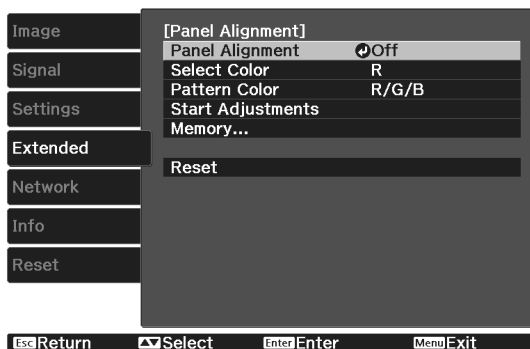 Image
Signal
Settings
Extended
Network
Info
Reset
[Panel Alignment]
Panel Alignment Off
Select Color R
Pattern Color R/G/B
Start Adjustments
Memory...
Reset
Esc Return Select Enter Enter Menu Exit